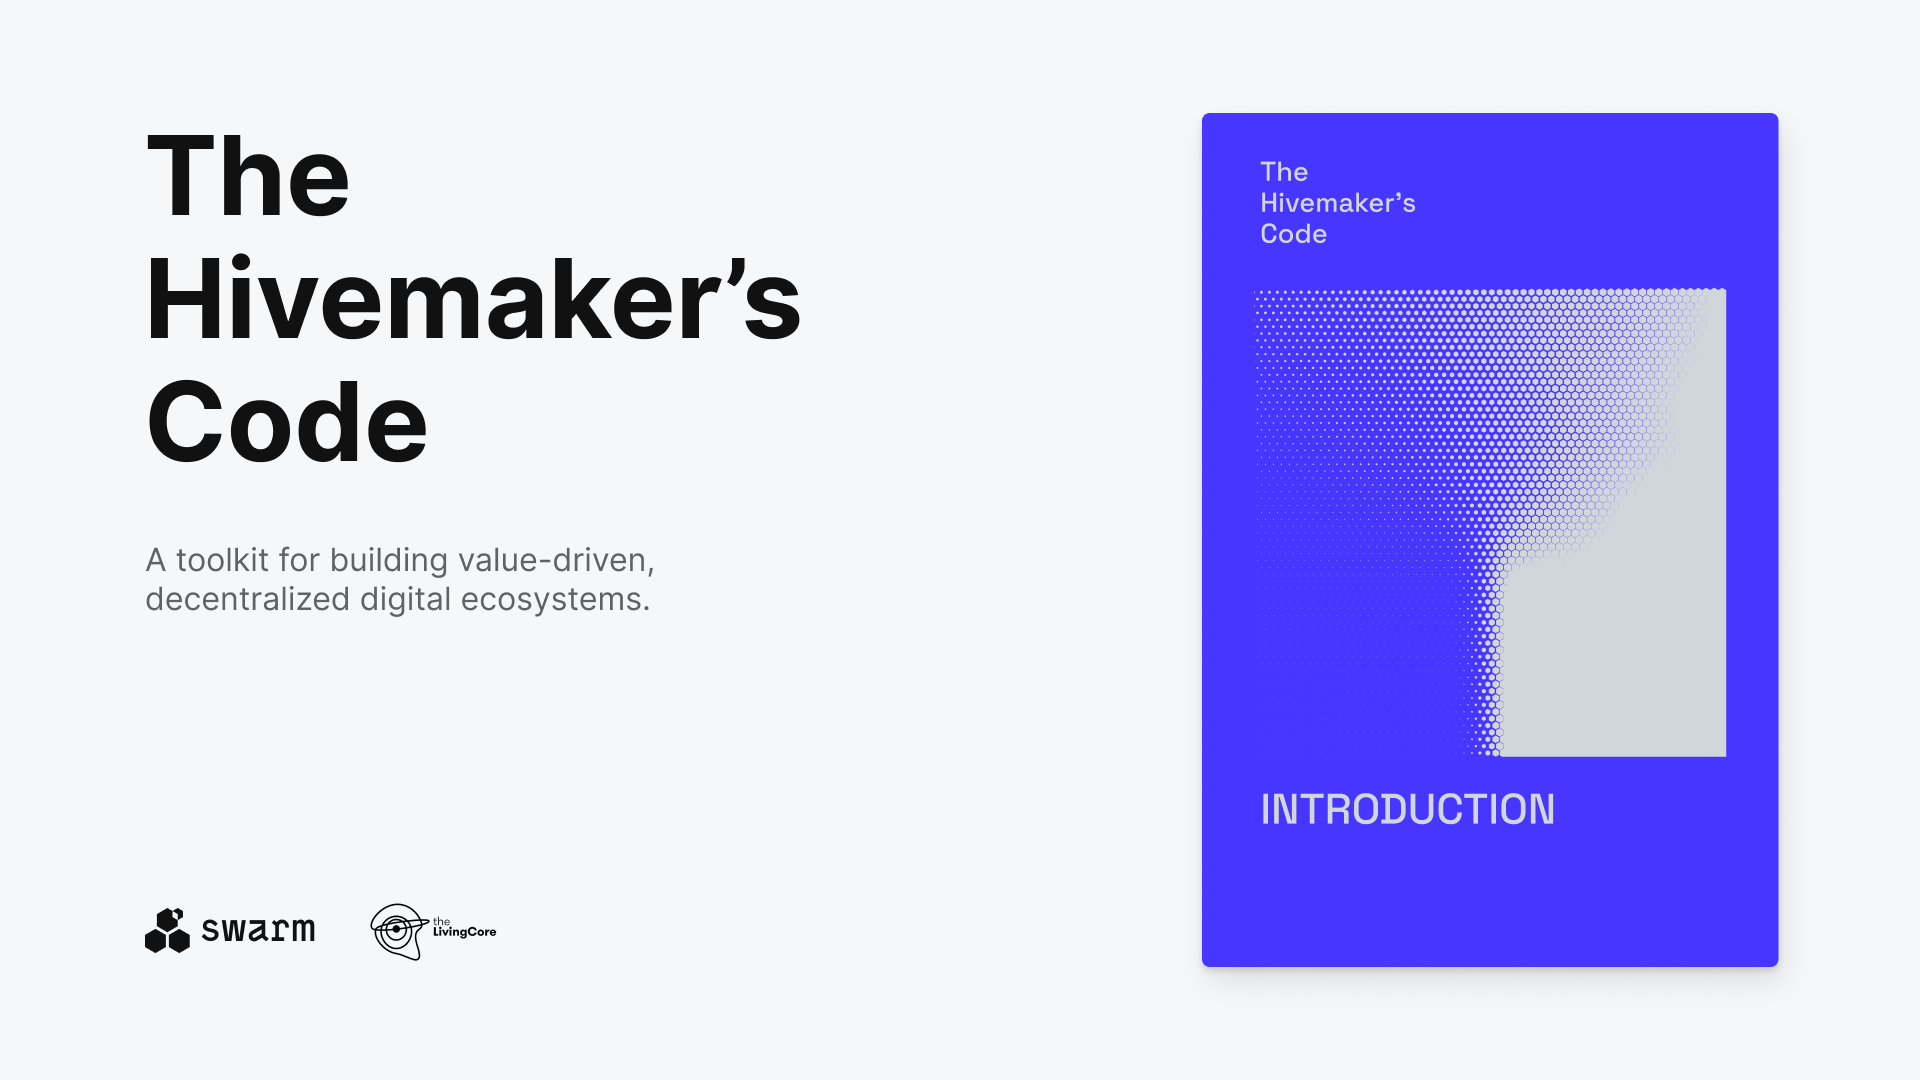 The
Hivemaker’s
Code
A toolkit for building value-driven,
decentralized digital ecosystems.
swarm
the
LivingCore
The
Hivemaker’s
Code
INTRODUCTION